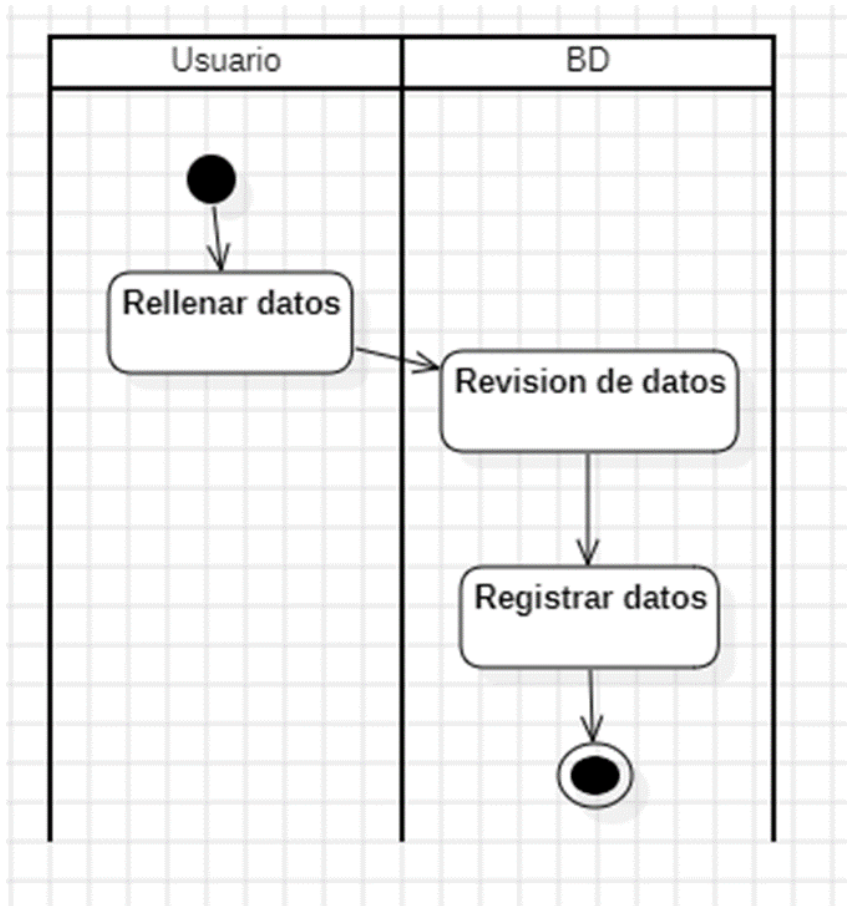 Usuario
BD
Rellenar datos
Revision de datos
Registrar datos